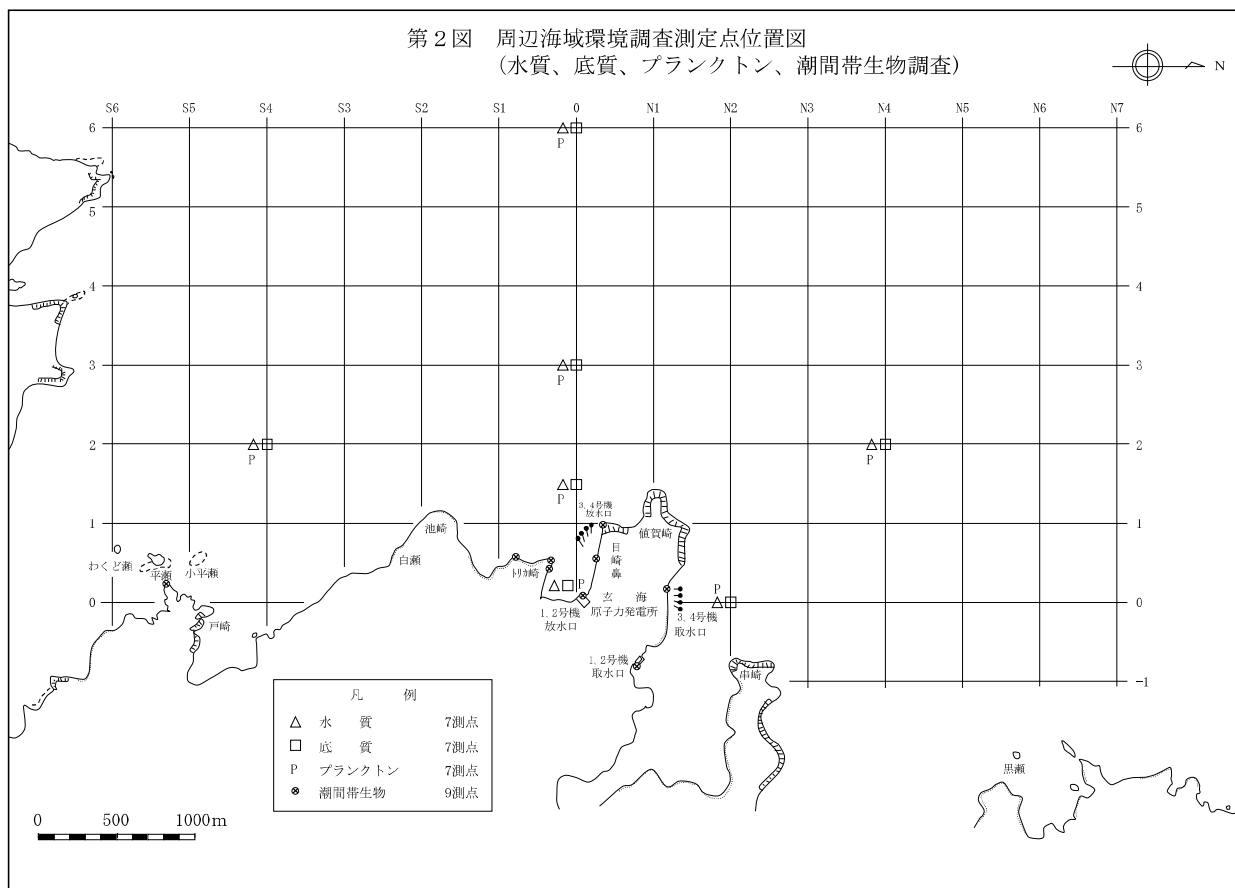 第２図　周辺海域環境調査測定点位置図
(水質、底質、プランクトン、潮間帯生物調査)
N
S6 S5 S4 S3 S2 S1 0 N1 N2 N3 N4 N5 N6 N7
6 6
P
5 5
4 4
3 3
P
2 2
P P
P
3,4号機
放水口
1 1
池崎
値賀崎
目崎鼻
白瀬
わくど瀬
平瀬
小平瀬
ﾄﾘｶ崎
P
P
0 0
玄海
原子力発電所
1,2号機
放水口
3,4号機
取水口
戸崎
1,2号機
取水口
串崎
-1
凡　例
△ 水　質 7測点
□ 底　質 7測点
P プランクトン 7測点
⊗ 潮間帯生物 9測点
黒瀬
0 500 1000m